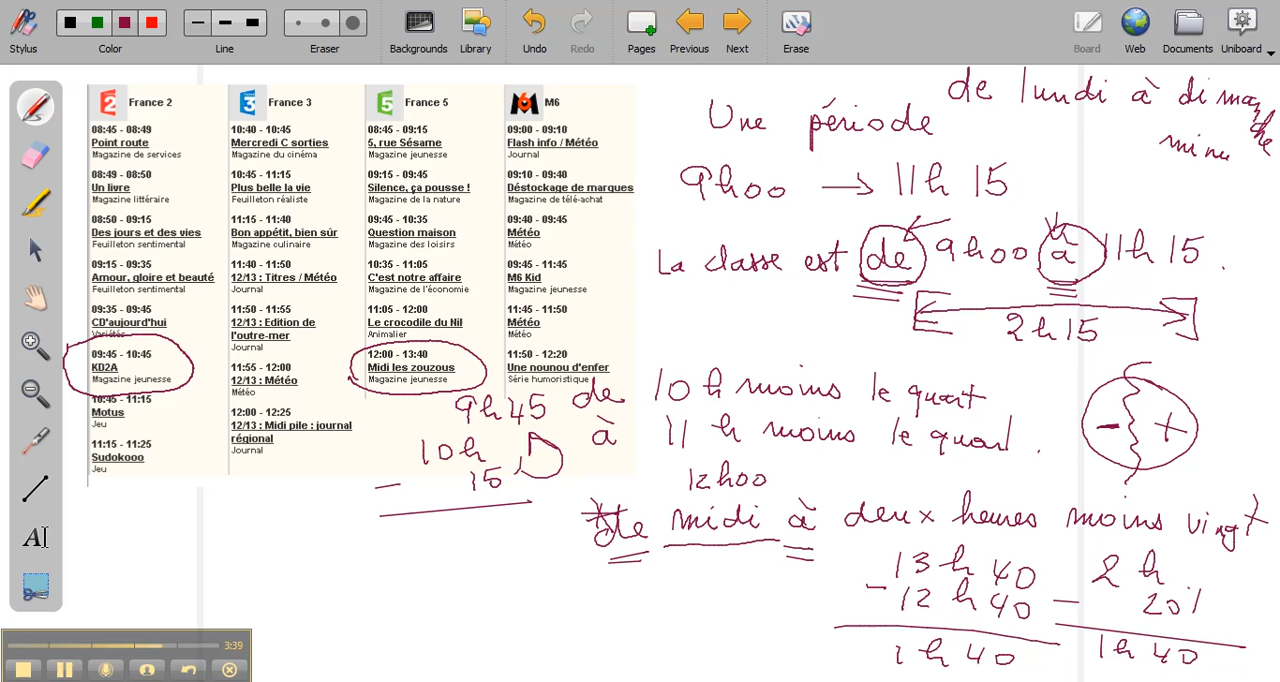 Stylus
Color
Line
Eraser
Backgrounds
Library
Undo
Redo
Pages
Previous
Next
Erase
Board
Web
Documents
Uniboard
France 2
08:45 - 08:49
Point route
Magazine de services
08:49 - 08:50
Un livre
Magazine littéraire
08:50 - 09:15
Des jours et des vies
Feuilleton sentimental
09:15 - 09:35
Amour, gloire et beauté
Feuilleton sentimental
09:35 - 09:45
CD'aujourd'hui
Variétés
09:45 - 10:45
KD2A
Magazine jeunesse
10:45 - 11:15
Motus
Jeu
11:15 - 11:25
Sudokooo
Jeu
3
France 3
10:40 - 10:45
Mercredi C sorties
Magazine du cinéma
10:45 - 11:15
Plus belle la vie
Feuilleton réaliste
11:15 - 11:40
Bon appétit, bien sûr
Magazine culinaire
11:40 - 11:50
12/13 : Titres / Météo
Journal
11:50 - 11:55
12/13 : Edition de
l'outre-mer
Journal
11:55 - 12:00
12/13 : Météo
Météo
12:00 - 12:25
12/13 : Midi pile : journal
régional
Journal
5
France 5
08:45 - 09:15
5, rue Sésame
Magazine jeunesse
09:15 - 09:45
Silence, ça pousse !
Magazine de la nature
09:45 - 10:35
Question maison
Magazine des loisirs
10:35 - 11:05
C'est notre affaire
Magazine de l'économie
11:05 - 12:00
Le crocodile du Nil
Animalier
12:00 - 13:40
Midi les zouzous
Magazine jeunesse
M6
09:00 - 09:10
Flash info / Météo
Journal
09:10 - 09:40
Déstockage de marques
Magazine de télé-achat
09:40 - 09:45
Météo
Météo
09:45 - 11:45
M6 Kid
Magazine jeunesse
11:45 - 11:50
Météo
Météo
11:50 - 12:20
Une nounou d'enfer
Série humoristique
de lundi à dimanche
minu
Une période
9h00 → 11h 15
La classe est de 9h00 à 11h 15.
2h15
9h45 de
10h à
- 15
10h moins le quart
11 h moins le quart.
- +
12h00
de midi à deux heures moins vingt
13 h 40
- 12 h 40
1 h 40
2 h
- 20
1h 40
3:39